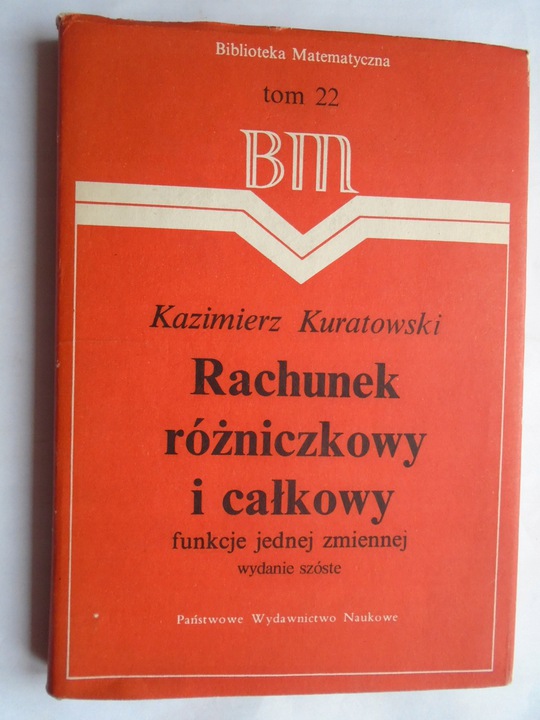 Biblioteka Matematyczna
tom 22
BM
Kazimierz Kuratowski
Rachunek
różniczkowy
i całkowy
funkcje jednej zmiennej
wydanie szóste
Państwowe Wydawnictwo Naukowe